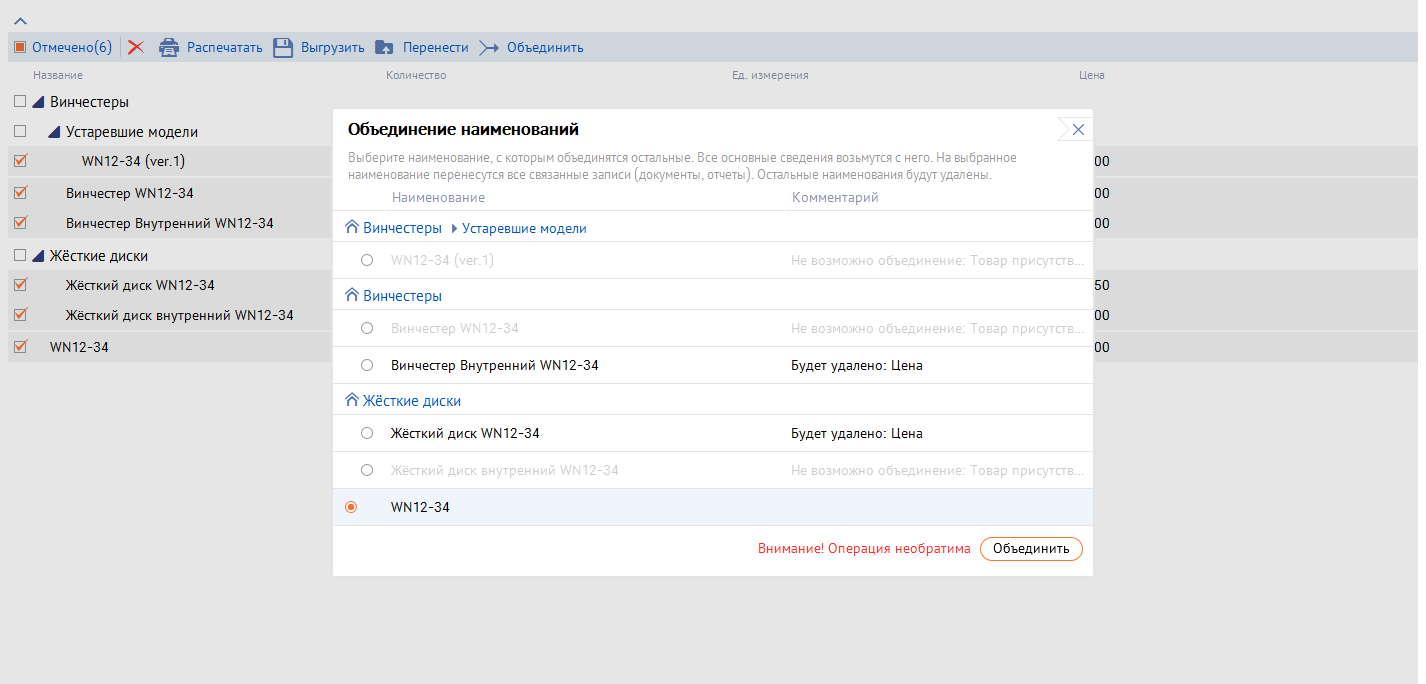 Отмечено(6) Распечатать Выгрузить Перенести Объединить
Название Количество Ед. измерения Цена
Винчестеры
Устаревшие модели
WN12-34 (ver.1)
Винчестер WN12-34
Винчестер Внутренний WN12-34
Жёсткие диски
Жёсткий диск WN12-34
Жёсткий диск внутренний WN12-34
WN12-34
Объединение наименований
Выберите наименование, с которым объединятся остальные. Все основные сведения возьмутся с него. На выбранное
наименование перенесутся все связанные записи (документы, отчеты). Остальные наименования будут удалены.
Наименование Комментарий
Винчестеры Устаревшие модели
WN12-34 (ver.1) Не возможно объединение: Товар присутств...
Винчестеры
Винчестер WN12-34 Не возможно объединение: Товар присутств...
Винчестер Внутренний WN12-34 Будет удалено: Цена
Жёсткие диски
Жёсткий диск WN12-34 Будет удалено: Цена
Жёсткий диск внутренний WN12-34 Не возможно объединение: Товар присутств...
WN12-34
Внимание! Операция необратима Объединить
00
00
00
50
00
00